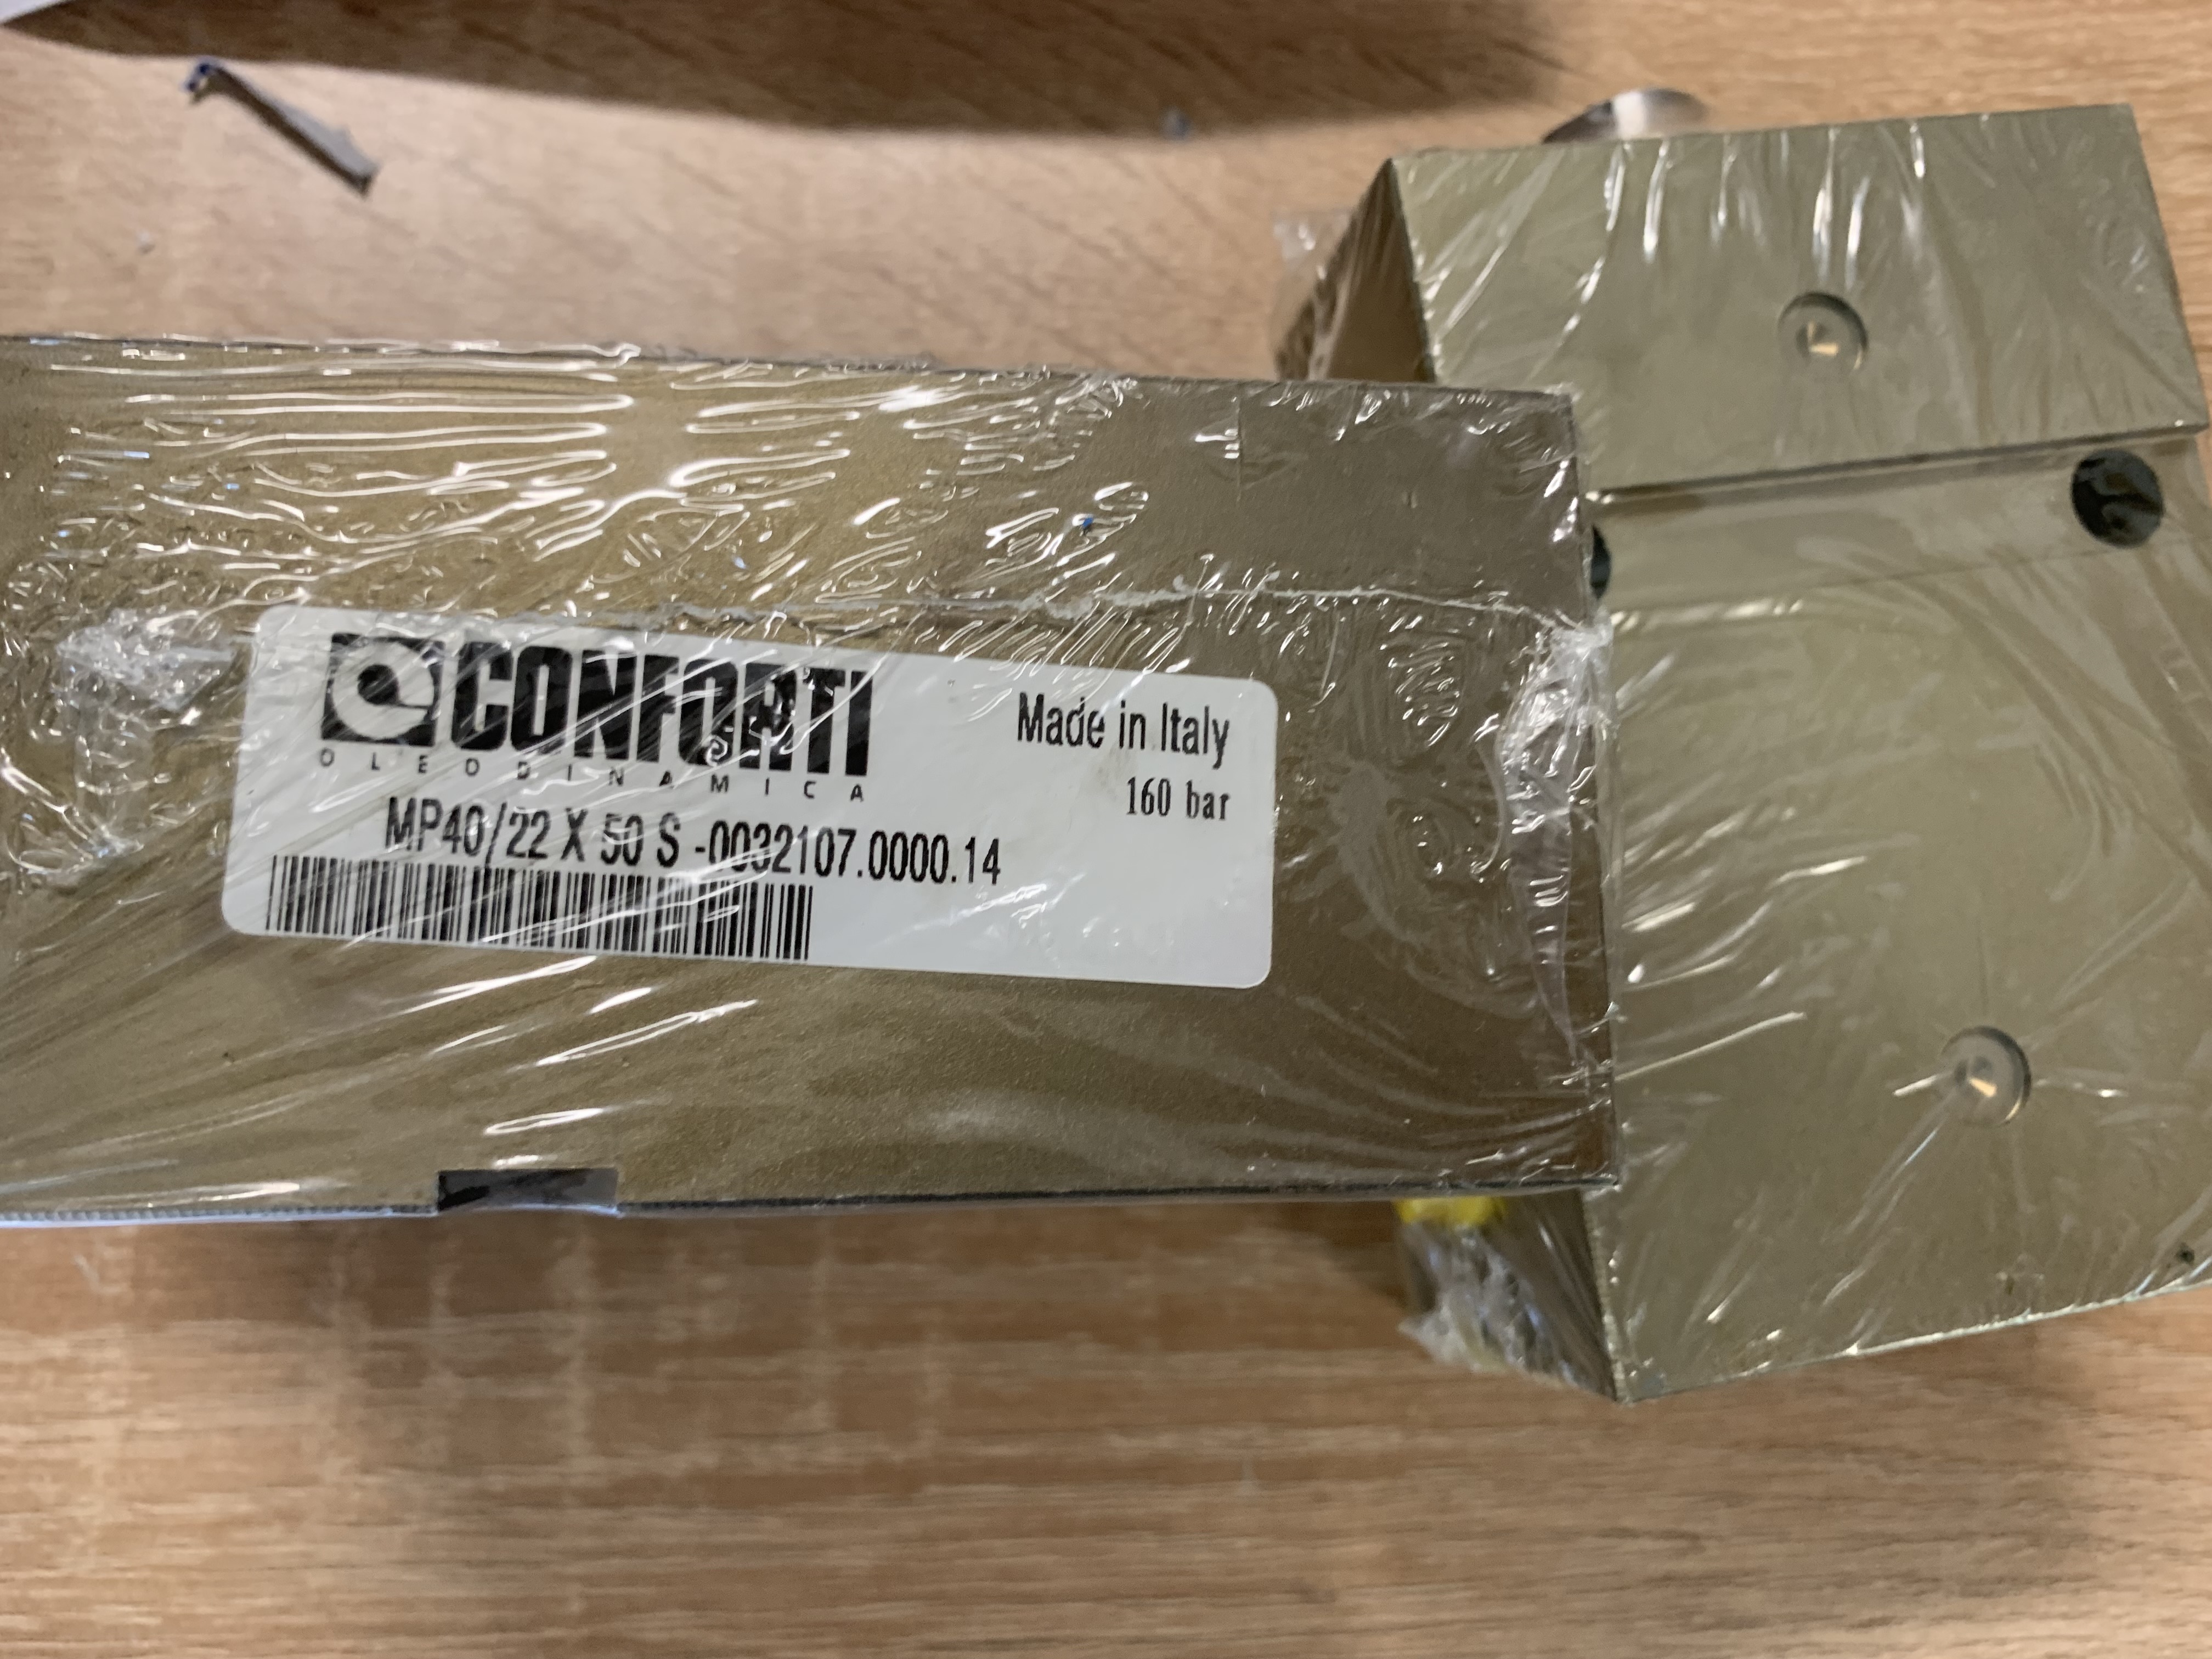 CONFORTI
OLEODINAMICA
Made in Italy
160 bar
MP40/22 X 50 S -0032107.0000.14